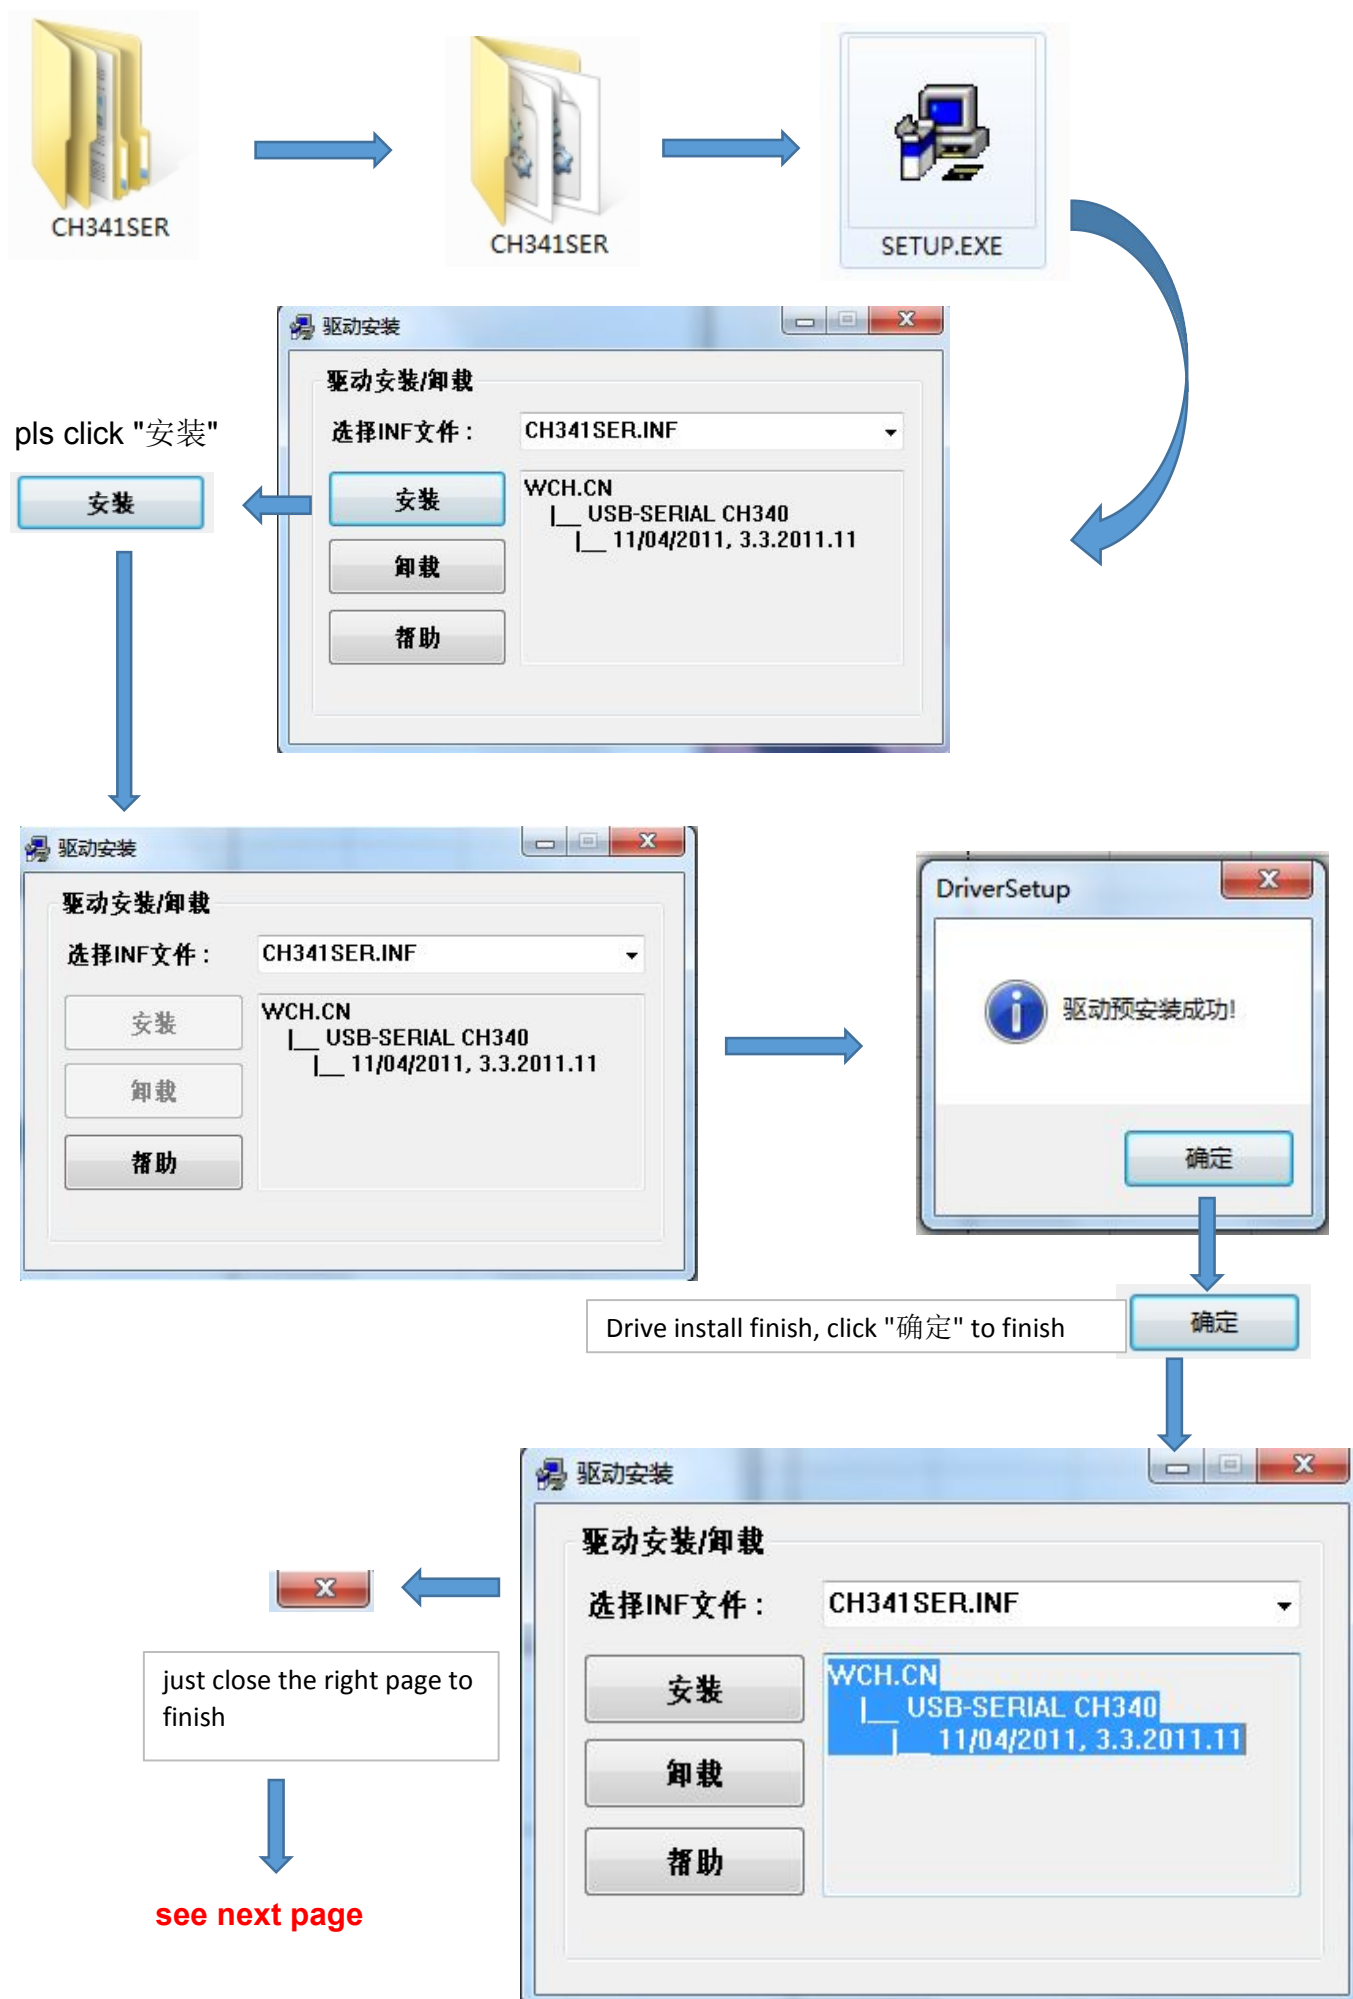 CH341SER
CH341SER
SETUP.EXE
驱动安装
驱动安装/卸载
选择INF文件：
CH341SER.INF
pls click "安装"
安装
安装
WCH.CN
|__ USB-SERIAL CH340
|__ 11/04/2011, 3.3.2011.11
卸载
帮助
驱动安装
驱动安装/卸载
选择INF文件：
CH341SER.INF
安装
WCH.CN
|__ USB-SERIAL CH340
|__ 11/04/2011, 3.3.2011.11
卸载
帮助
DriverSetup
驱动预安装成功!
确定
Drive install finish, click "确定" to finish
确定
驱动安装
驱动安装/卸载
选择INF文件：
CH341SER.INF
安装
WCH.CN
|__ USB-SERIAL CH340
|__ 11/04/2011, 3.3.2011.11
卸载
帮助
just close the right page to
finish
see next page